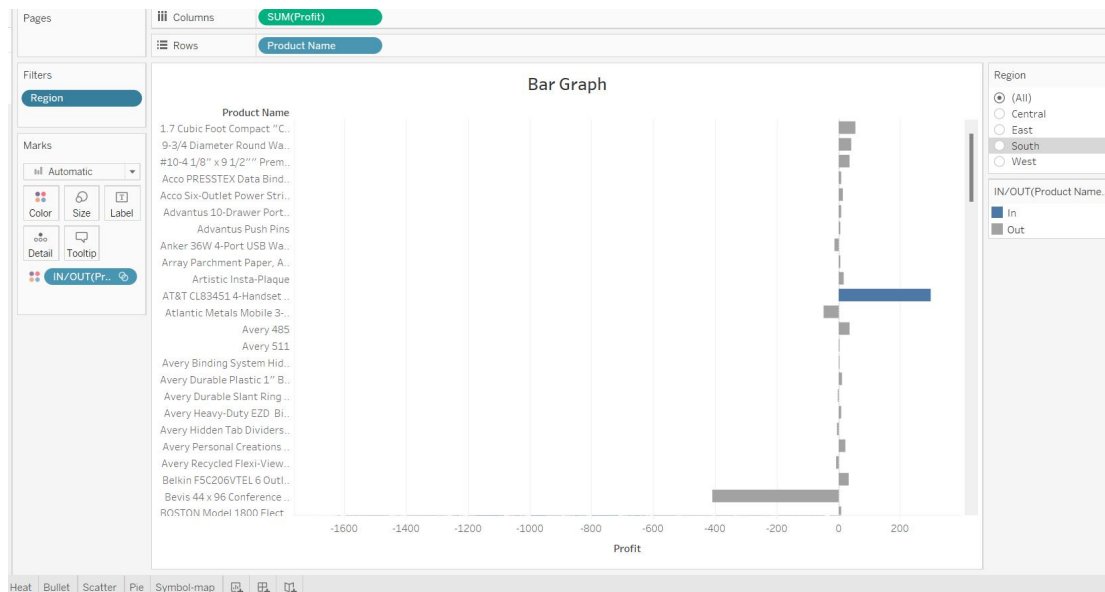 Pages
Columns
SUM(Profit)
Rows
Product Name
Filters
Region
Marks
Automatic
Color
Size
Label
Detail
Tooltip
IN/OUT(Pr..
Bar Graph
Product Name
1.7 Cubic Foot Compact "C..
9-3/4 Diameter Round Wa..
#10-4 1/8" x 9 1/2"" Prem..
Acco PRESSTEX Data Bind..
Acco Six-Outlet Power Stri..
Advantus 10-Drawer Port..
Advantus Push Pins
Anker 36W 4-Port USB Wa..
Array Parchment Paper, A..
Artistic Insta-Plaque
AT&T CL83451 4-Handset ..
Atlantic Metals Mobile 3-..
Avery 485
Avery 511
Avery Binding System Hid..
Avery Durable Plastic 1" B..
Avery Durable Slant Ring ..
Avery Heavy-Duty EZD Bi..
Avery Hidden Tab Dividers..
Avery Personal Creations ..
Avery Recycled Flexi-View..
Belkin F5C206VTEL 6 Outl..
Bevis 44 x 96 Conference ..
BOSTON Model 1800 Elect..
-1600 -1400 -1200 -1000 -800 -600 -400 -200 0 200
Profit
Region
(All)
Central
East
South
West
IN/OUT(Product Name..
In
Out
Heat Bullet Scatter Pie Symbol-map